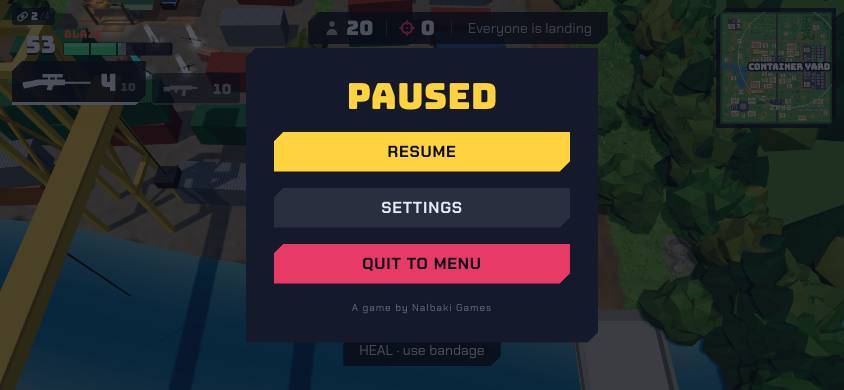 2
20
0
Everyone is landing
53
4
10
10
CONTAINER YARD
PAUSED
RESUME
SETTINGS
QUIT TO MENU
A game by Nalbaki Games
HEAL · use bandage